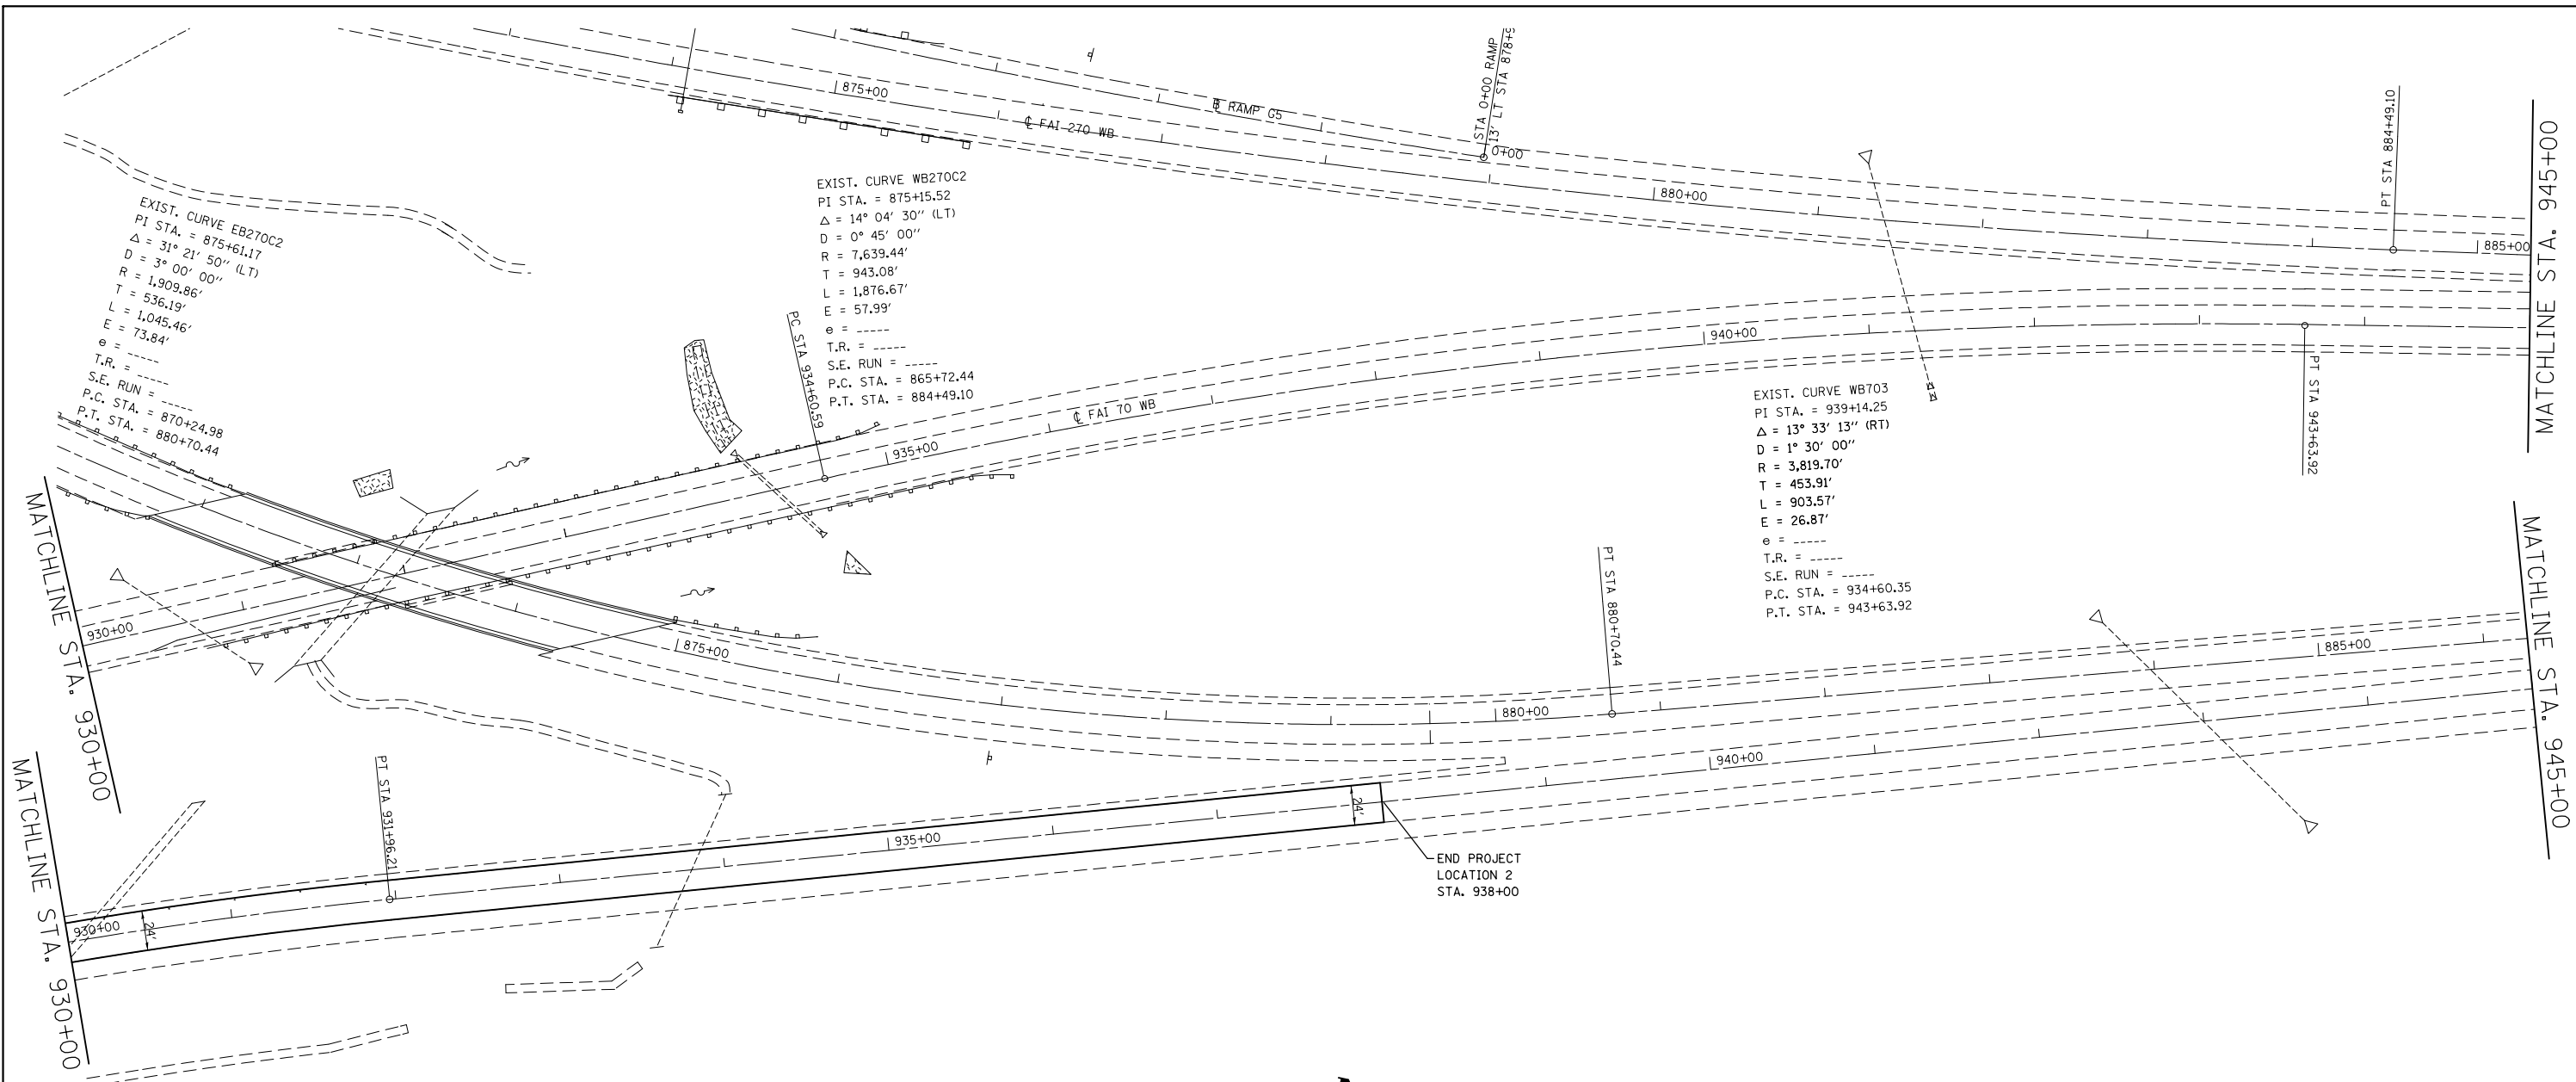 875+00
℄ FAI 270 WB
℄ RAMP G5
STA 0+00 RAMP
13' LT STA 878+9
0+00
880+00
PT STA 884+49.10
885+00
MATCHLINE STA. 945+00
EXIST. CURVE EB270C2
PI STA. = 875+61.17
Δ = 31° 21' 50'' (LT)
D = 3° 00' 00''
R = 1,909.86'
T = 536.19'
L = 1,045.46'
E = 73.84'
e = -----
T.R. = -----
S.E. RUN = -----
P.C. STA. = 870+24.98
P.T. STA. = 880+70.44
EXIST. CURVE WB270C2
PI STA. = 875+15.52
Δ = 14° 04' 30'' (LT)
D = 0° 45' 00''
R = 7,639.44'
T = 943.08'
L = 1,876.67'
E = 57.99'
e = -----
T.R. = -----
S.E. RUN = -----
P.C. STA. = 865+72.44
P.T. STA. = 884+49.10
PC STA 934+60.59
935+00
℄ FAI 70 WB
940+00
PT STA 943+63.92
EXIST. CURVE WB703
PI STA. = 939+14.25
Δ = 13° 33' 13'' (RT)
D = 1° 30' 00''
R = 3,819.70'
T = 453.91'
L = 903.57'
E = 26.87'
e = -----
T.R. = -----
S.E. RUN = -----
P.C. STA. = 934+60.35
P.T. STA. = 943+63.92
MATCHLINE STA. 930+00
930+00
875+00
PT STA 880+70.44
880+00
885+00
MATCHLINE STA. 945+00
MATCHLINE STA. 930+00
930+00
24'
PT STA 931+96.21
935+00
24'
940+00
END PROJECT
LOCATION 2
STA. 938+00